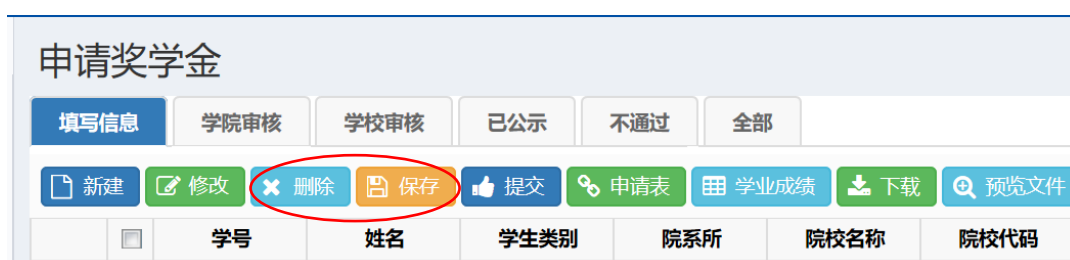 申请奖学金
填写信息 学院审核 学校审核 已公示 不通过 全部
新建 修改 删除 保存 提交 申请表 学业成绩 下载 预览文件
学号 姓名 学生类别 院系所 院校名称 院校代码